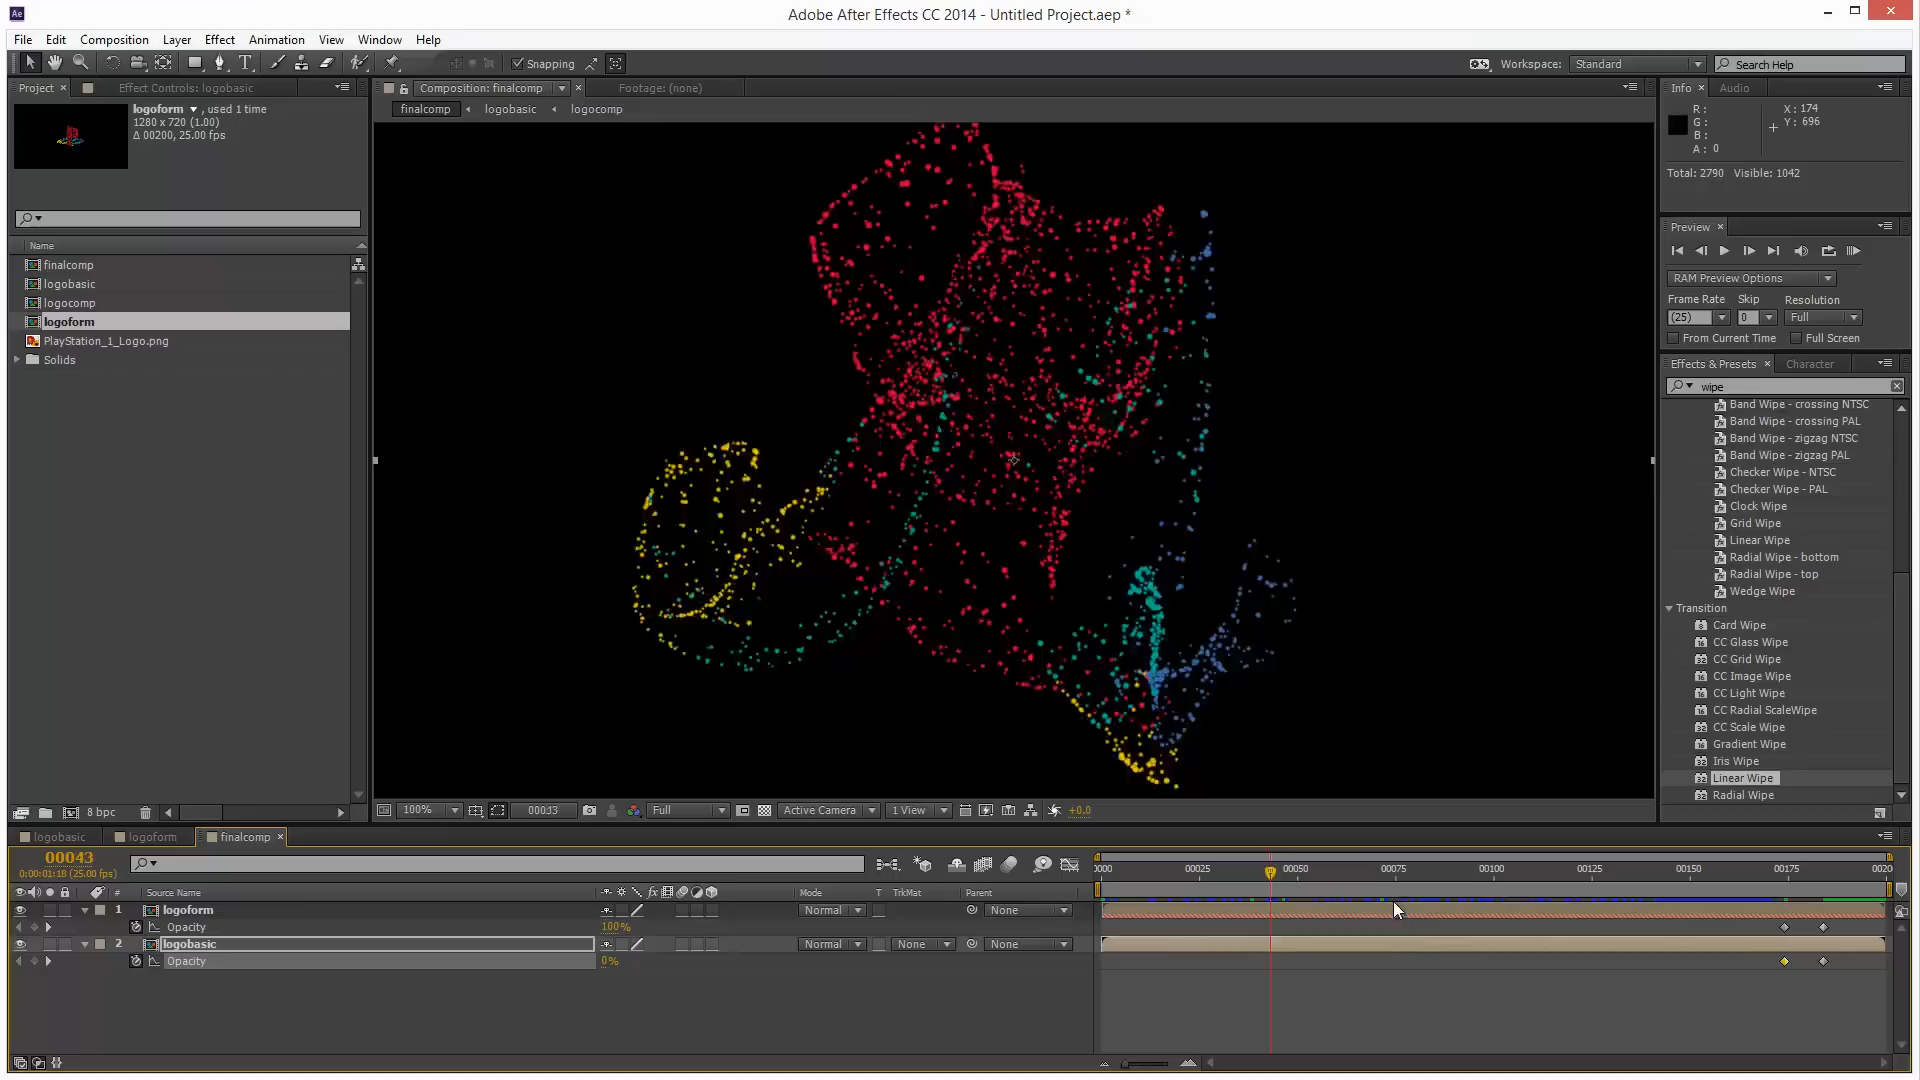 Ae Adobe After Effects CC 2014 - Untitled Project.aep *
File Edit Composition Layer Effect Animation View Window Help
Snapping Workspace: Standard Search Help
Project Effect Controls: logobasic Composition: finalcomp Footage: (none) Info Audio
logoform , used 1 time
1280 x 720 (1.00)
Δ 00200, 25.00 fps
finalcomp logobasic logocomp
R :
G :
B :
A : 0
X : 174
Y : 696
Total: 2790 Visible: 1042
Preview
RAM Preview Options
Frame Rate Skip Resolution
(25) 0 Full
From Current Time Full Screen
Name
finalcomp
logobasic
logocomp
logoform
PlayStation_1_Logo.png
Solids
Effects & Presets Character
wipe
Band Wipe - crossing NTSC
Band Wipe - crossing PAL
Band Wipe - zigzag NTSC
Band Wipe - zigzag PAL
Checker Wipe - NTSC
Checker Wipe - PAL
Clock Wipe
Grid Wipe
Linear Wipe
Radial Wipe - bottom
Radial Wipe - top
Wedge Wipe
Transition
Card Wipe
CC Glass Wipe
CC Grid Wipe
CC Image Wipe
CC Light Wipe
CC Radial ScaleWipe
CC Scale Wipe
Gradient Wipe
Iris Wipe
Linear Wipe
Radial Wipe
8 bpc 100% 00043 Full Active Camera 1 View +0.0
logobasic logoform finalcomp
00043
0:00:01:18 (25.00 fps)
0000 00025 00050 00075 00100 00125 00150 00175 0020
# Source Name Mode T TrkMat Parent
1 logoform Normal None
Opacity 100%
2 logobasic Normal None None
Opacity 0%